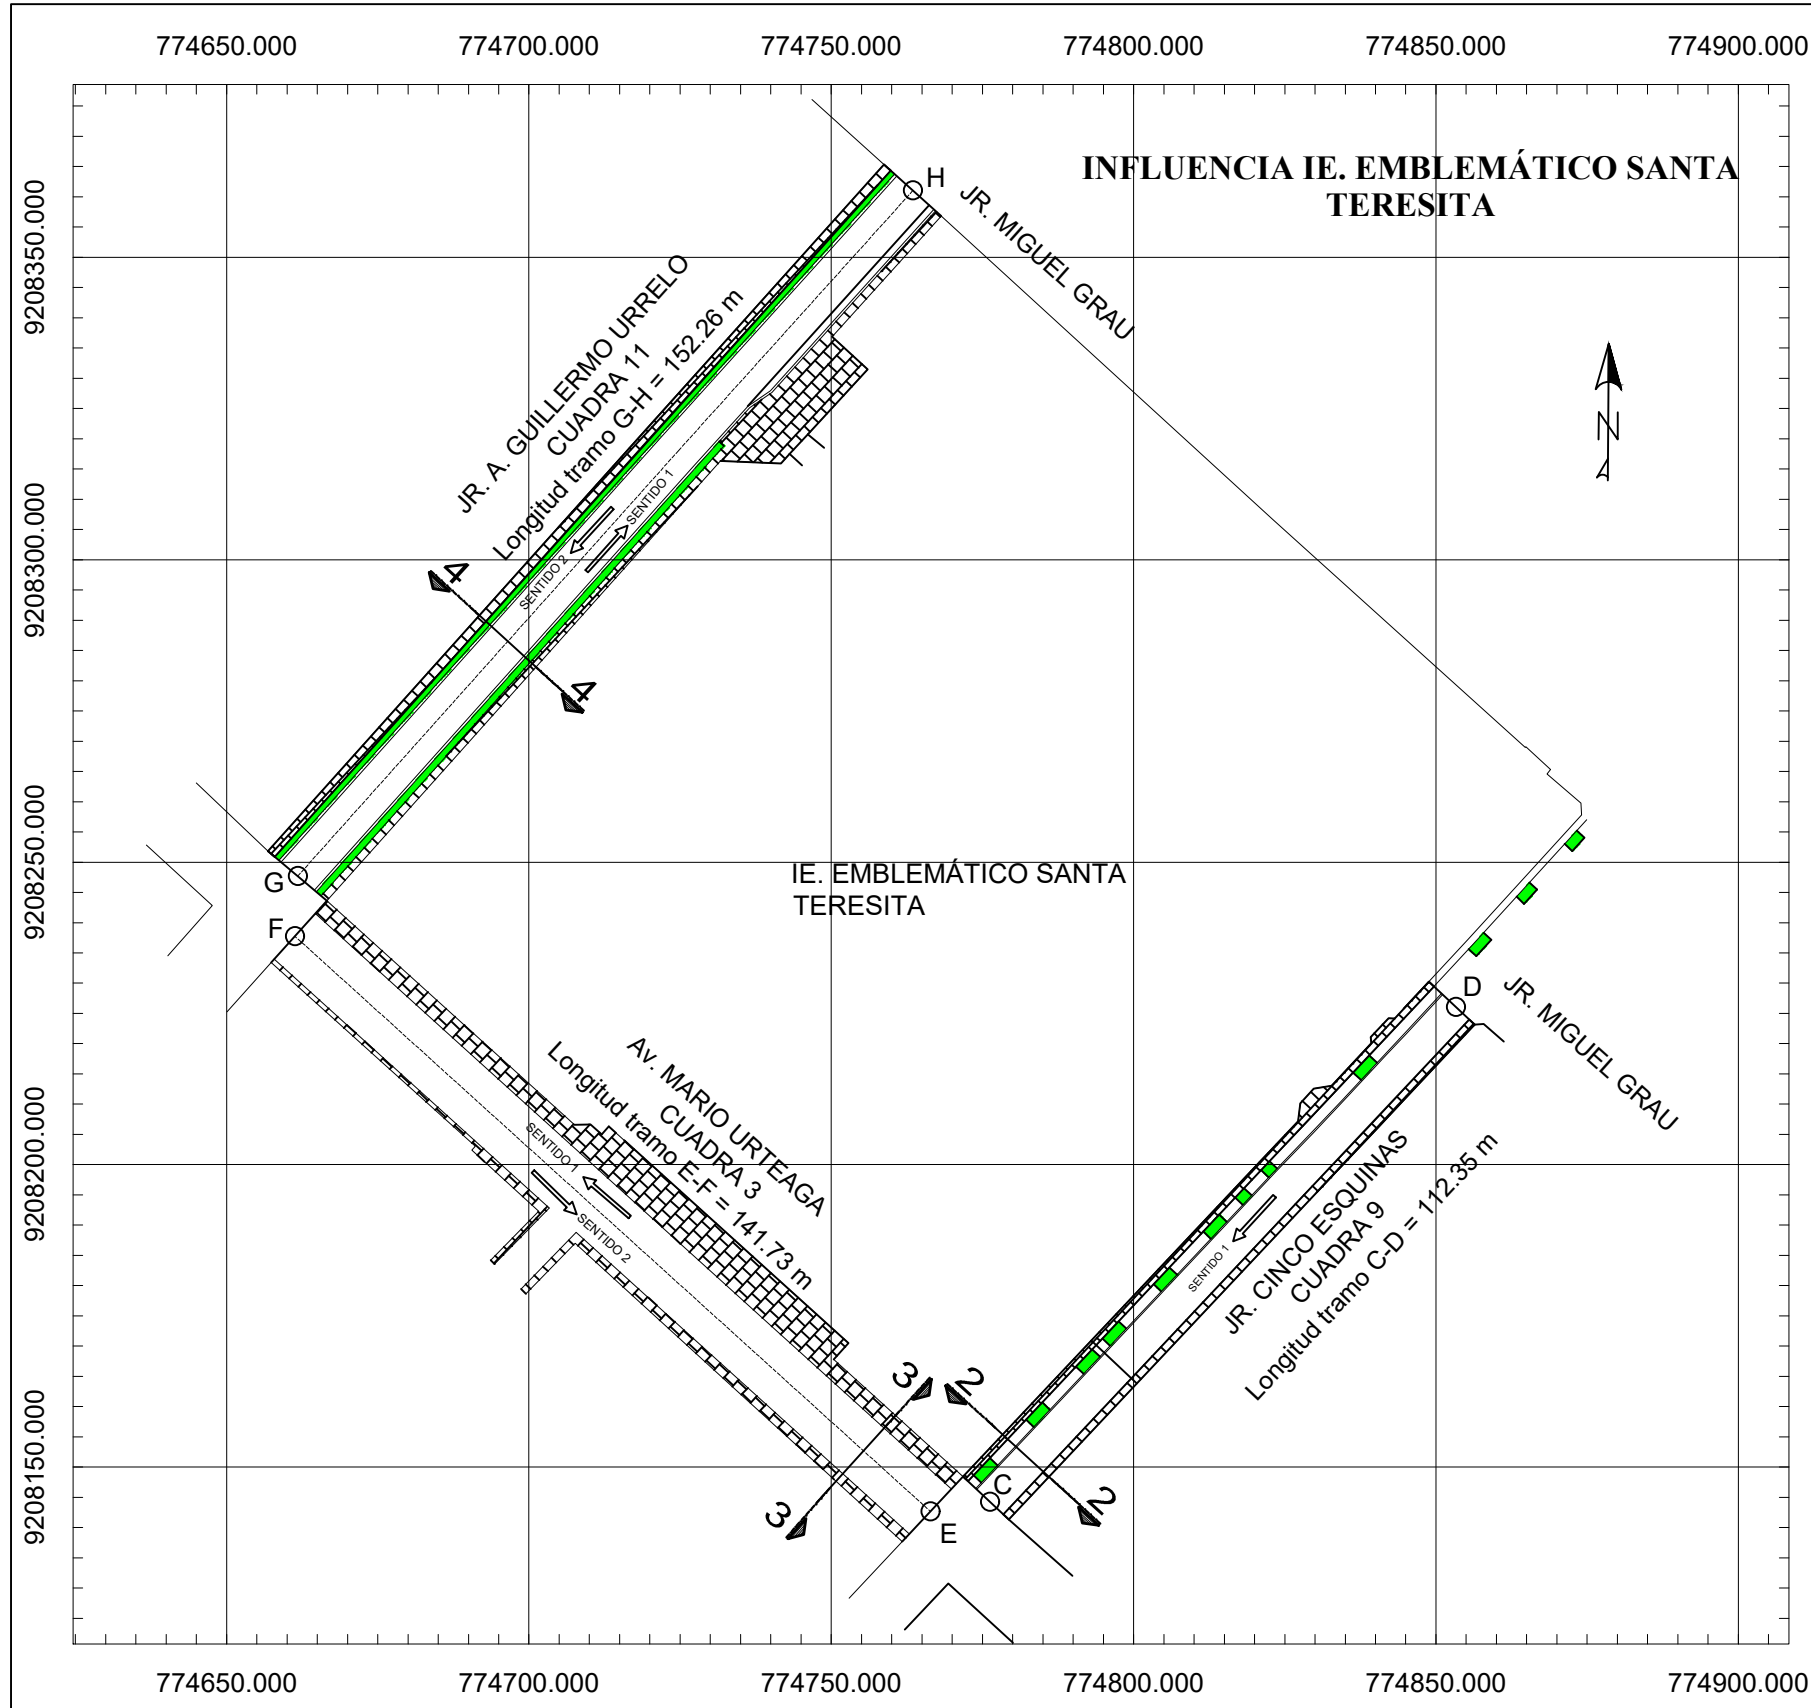 774650.000 774700.000 774750.000 774800.000 774850.000 774900.000
INFLUENCIA IE. EMBLEMÁTICO SANTA
TERESITA
H
JR. MIGUEL GRAU
9208350.000
JR. A. GUILLERMO URRELO
CUADRA 11
Longitud tramo G-H = 152.26 m
N
SENTIDO 1
SENTIDO 2
9208300.000
4
4
9208250.000
G
F
IE. EMBLEMÁTICO SANTA
TERESITA
D
JR. MIGUEL GRAU
Av. MARIO URTEAGA
CUADRA 3
Longitud tramo E-F = 141.73 m
SENTIDO 1
SENTIDO 2
9208200.000
JR. CINCO ESQUINAS
CUADRA 9
Longitud tramo C-D = 112.35 m
SENTIDO 1
3
2
9208150.000
C
2
3
E
774650.000 774700.000 774750.000 774800.000 774850.000 774900.000